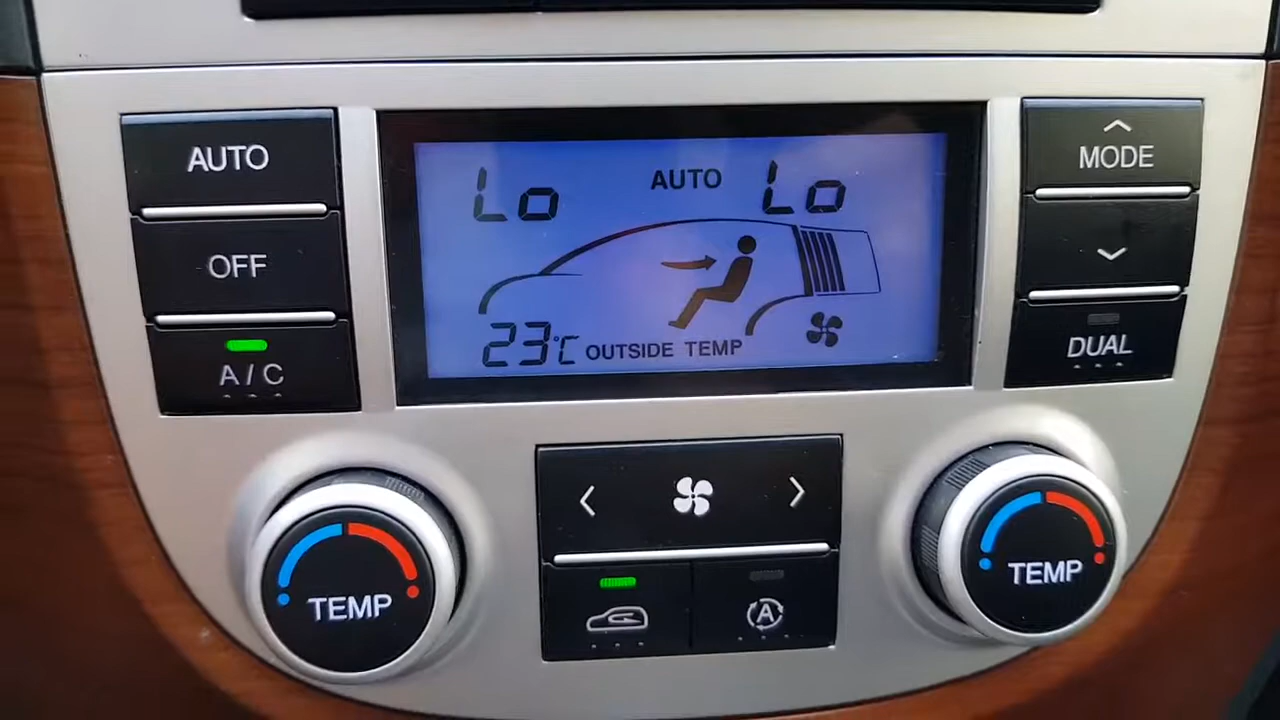 AUTO
OFF
A / C
Lo AUTO Lo
23°C OUTSIDE TEMP
MODE
DUAL
TEMP
A
TEMP